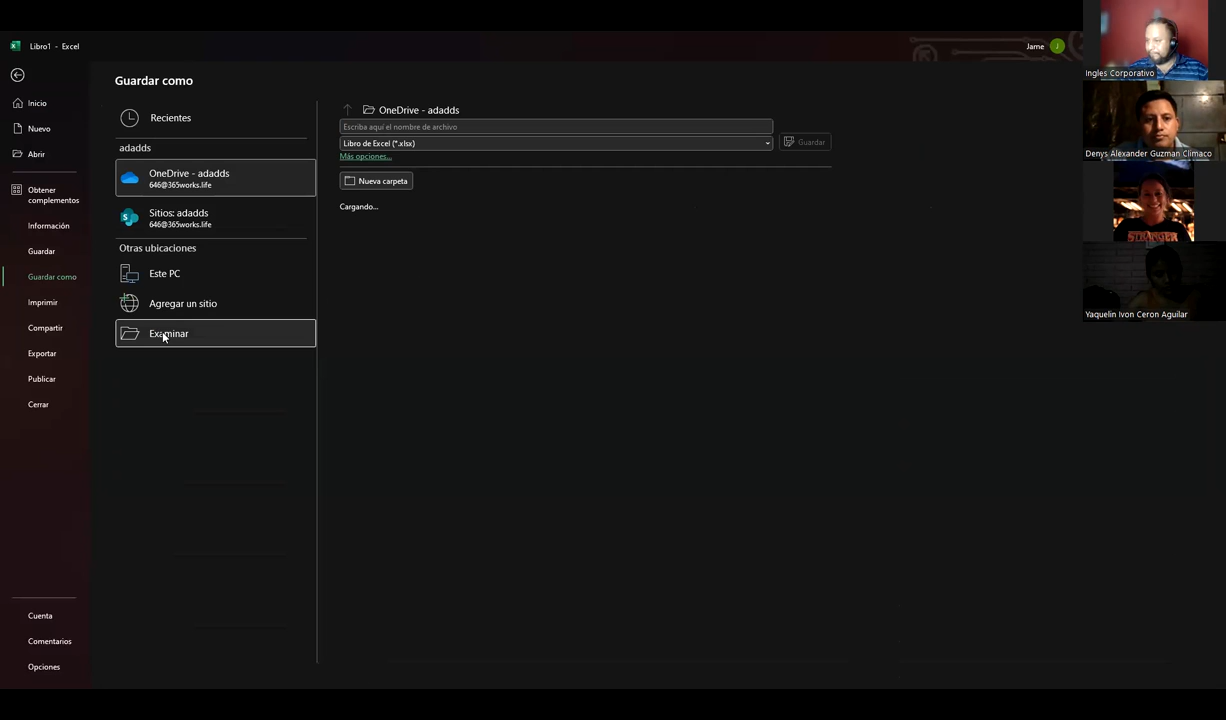 Libro1 - Excel
Jame J
Inicio
Nuevo
Abrir
Obtener
complementos
Información
Guardar
Guardar como
Imprimir
Compartir
Exportar
Publicar
Cerrar
Cuenta
Comentarios
Opciones
Guardar como
Recientes
adadds
OneDrive - adadds
646@365works.life
Sitios: adadds
646@365works.life
Otras ubicaciones
Este PC
Agregar un sitio
Examinar
OneDrive - adadds
Escriba aquí el nombre de archivo
Libro de Excel (*.xlsx)
Guardar
Más opciones...
Nueva carpeta
Cargando...
Ingles Corporativo
Denys Alexander Guzman Climaco
STRANGER
Yaquelin Ivon Ceron Aguilar